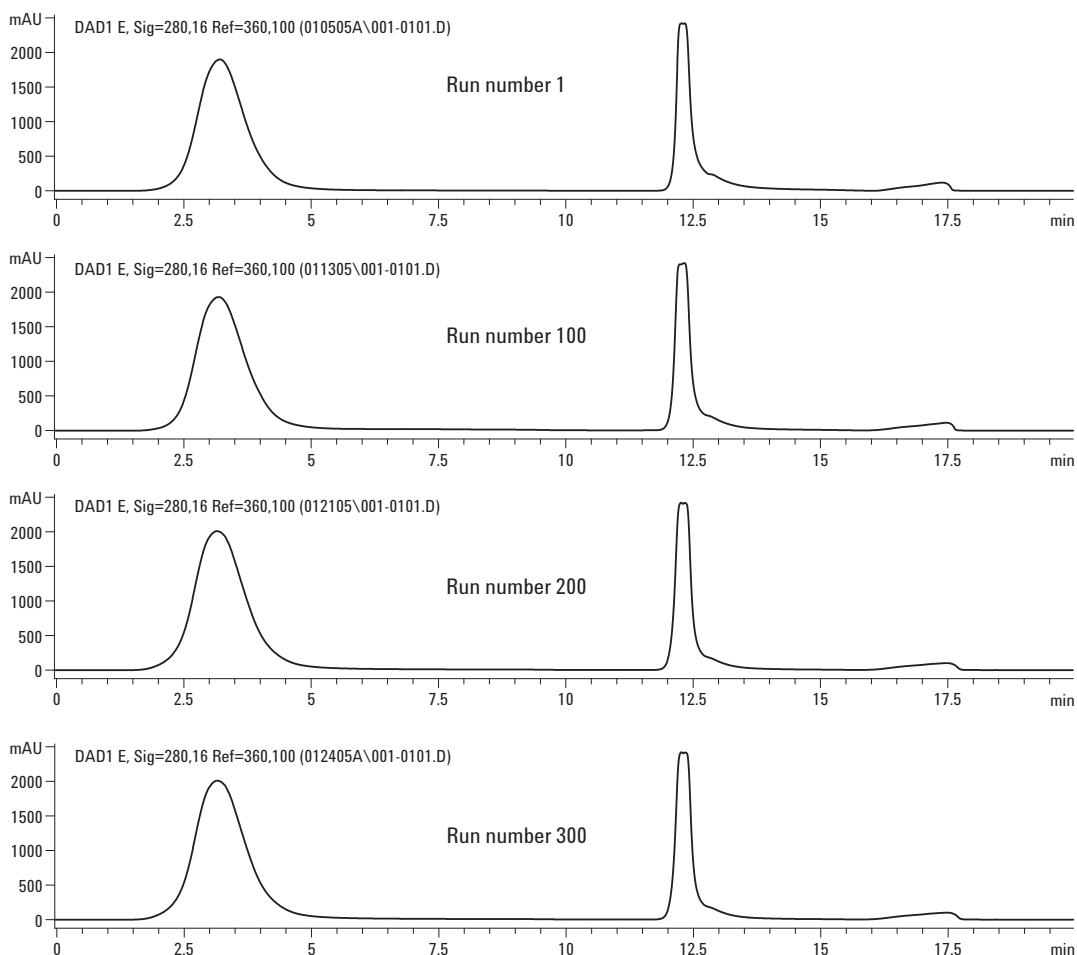 mAU
DAD1 E, Sig=280,16 Ref=360,100 (010505A\001-0101.D)
2000
Run number 1
1500
1000
500
0
0 2.5 5 7.5 10 12.5 15 17.5 min
mAU
DAD1 E, Sig=280,16 Ref=360,100 (011305\001-0101.D)
2000
Run number 100
1500
1000
500
0
0 2.5 5 7.5 10 12.5 15 17.5 min
mAU
DAD1 E, Sig=280,16 Ref=360,100 (012105\001-0101.D)
2000
1500
Run number 200
1000
500
0
0 2.5 5 7.5 10 12.5 15 17.5 min
mAU
DAD1 E, Sig=280,16 Ref=360,100 (012405A\001-0101.D)
2000
1500
Run number 300
1000
500
0
0 2.5 5 7.5 10 12.5 15 17.5 min